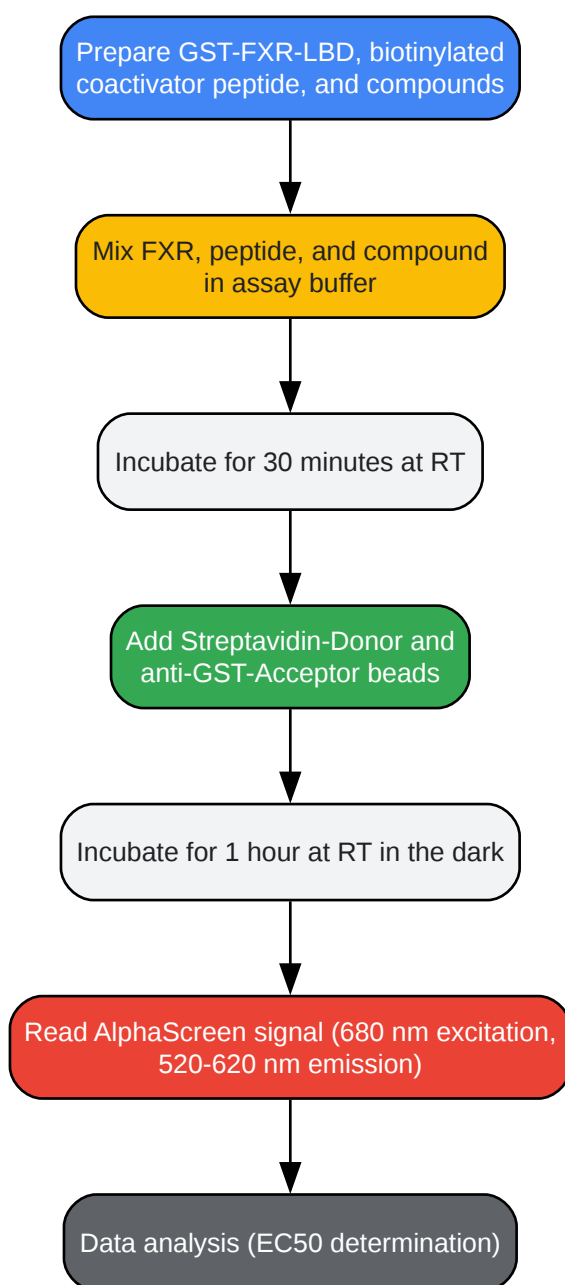 Prepare GST-FXR-LBD, biotinylated
coactivator peptide, and compounds
Mix FXR, peptide, and compound
in assay buffer
Incubate for 30 minutes at RT
Add Streptavidin-Donor and
anti-GST-Acceptor beads
Incubate for 1 hour at RT in the dark
Read AlphaScreen signal (680 nm excitation,
520-620 nm emission)
Data analysis (EC50 determination)